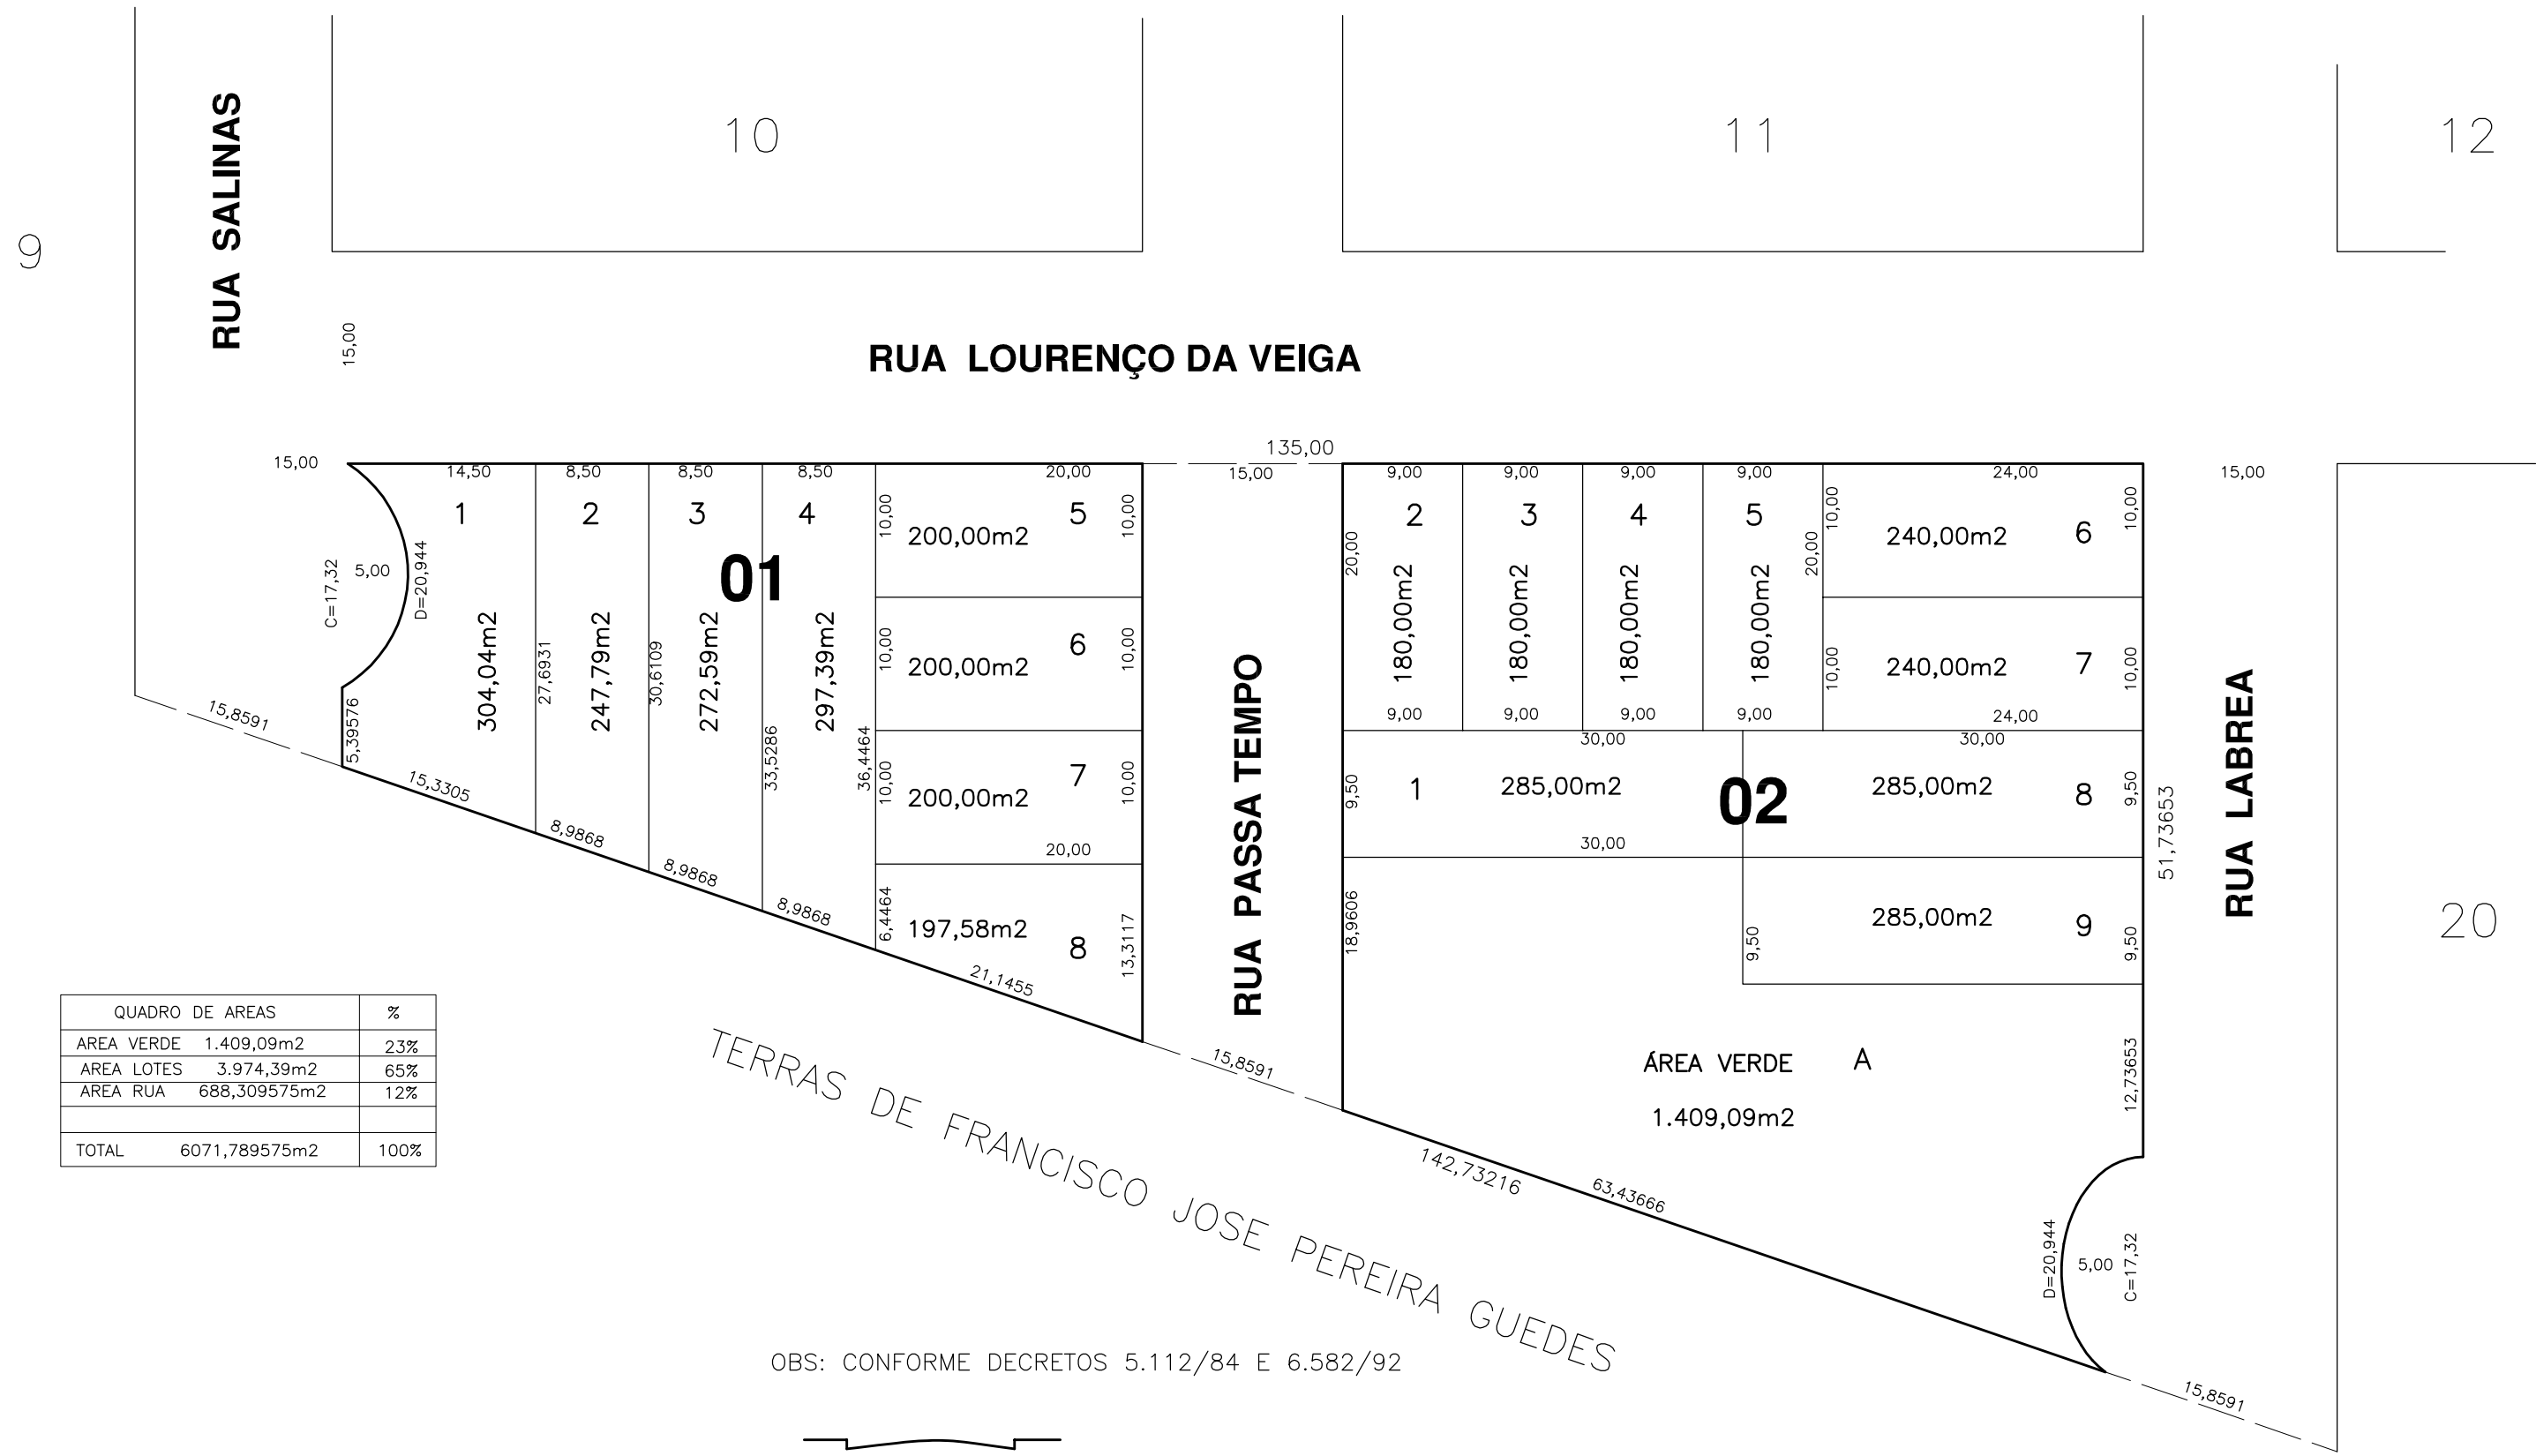 10
11
12
9
RUA SALINAS
15,00
RUA LOURENÇO DA VEIGA
135,00
15,00
14,50
8,50
8,50
8,50
20,00
15,00
9,00
9,00
9,00
9,00
24,00
15,00
1
2
3
4
5
10,00
10,00
200,00m2
01
C=17,32
5,00
D=20,944
304,04m2
27,6931
247,79m2
30,6109
272,59m2
33,5286
297,39m2
36,4464
10,00
200,00m2
6
10,00
10,00
200,00m2
7
10,00
20,00
6,4464
197,58m2
8
13,3117
5,39576
15,8591
15,3305
8,9868
8,9868
8,9868
21,1455
15,8591
RUA PASSA TEMPO
2
3
4
5
20,00
180,00m2
180,00m2
180,00m2
180,00m2
20,00
10,00
240,00m2
6
10,00
10,00
240,00m2
7
10,00
9,00
9,00
9,00
9,00
24,00
30,00
30,00
9,50
1
285,00m2
02
285,00m2
8
9,50
30,00
51,73653
RUA LABREA
20
18,9606
9,50
285,00m2
9
9,50
ÁREA VERDE A
1.409,09m2
12,73653
142,73216
63,43666
D=20,944
5,00
C=17,32
15,8591
QUADRO DE AREAS %
AREA VERDE 1.409,09m2 23%
AREA LOTES 3.974,39m2 65%
AREA RUA 688,309575m2 12%
TOTAL 6071,789575m2 100%
TERRAS DE FRANCISCO JOSE PEREIRA GUEDES
OBS: CONFORME DECRETOS 5.112/84 E 6.582/92